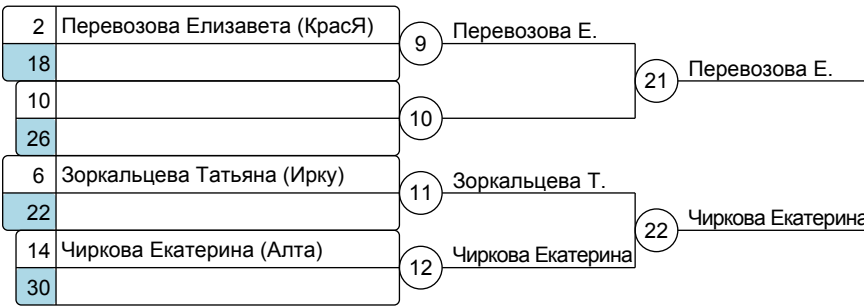 2 Перевозова Елизавета (КрасЯ)
9 Перевозова Е.
18
21 Перевозова Е.
10
10
26
6 Зоркальцева Татьяна (Ирку)
11 Зоркальцева Т.
22
22 Чиркова Екатерина
14 Чиркова Екатерина (Алта)
12 Чиркова Екатерина
30